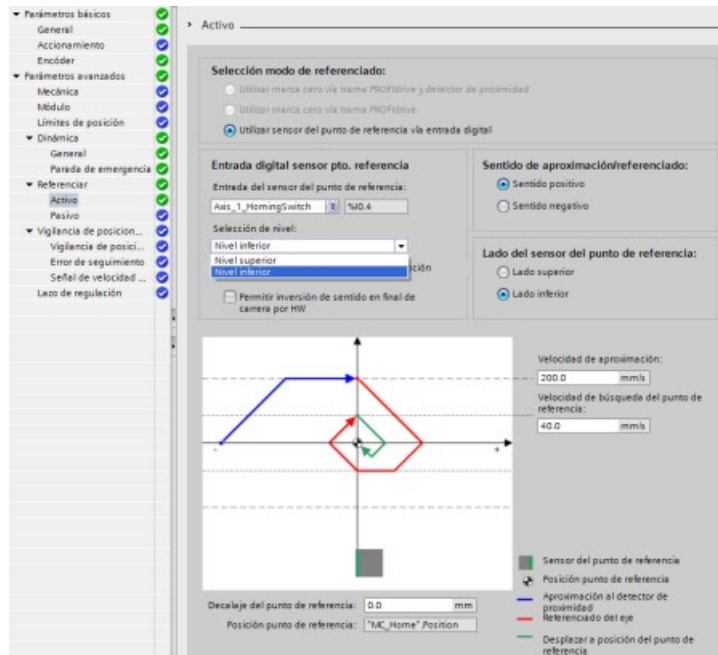 Parámetros básicos
General
Accionamiento
Encóder
Parámetros avanzados
Mecánica
Módulo
Límites de posición
Dinámica
General
Parada de emergencia
Referenciar
Activo
Pasivo
Vigilancia de posicion...
Vigilancia de posici...
Error de seguimiento
Señal de velocidad ...
Lazo de regulación
Activo
Selección modo de referenciado:
Utilizar marca cero vía trama PROFIdrive y detector de proximidad
Utilizar marca cero vía trama PROFIdrive
Utilizar sensor del punto de referencia vía entrada digital
Entrada digital sensor pto. referencia
Entrada del sensor del punto de referencia:
Axis_1_HomingSwitch %I0.4
Selección de nivel:
Nivel inferior
Nivel superior
Nivel inferior
ción
Permitir inversión de sentido en final de
carrera por HW
Sentido de aproximación/referenciado:
Sentido positivo
Sentido negativo
Lado del sensor del punto de referencia:
Lado superior
Lado inferior
- +
Velocidad de aproximación:
200.0 mm/s
Velocidad de búsqueda del punto de
referencia:
40.0 mm/s
Sensor del punto de referencia
Posición punto de referencia
Aproximación al detector de
proximidad
Referenciado del eje
Desplazar a posición del punto de
referencia
Decalaje del punto de referencia: 0.0 mm
Posición punto de referencia: "MC_Home".Position